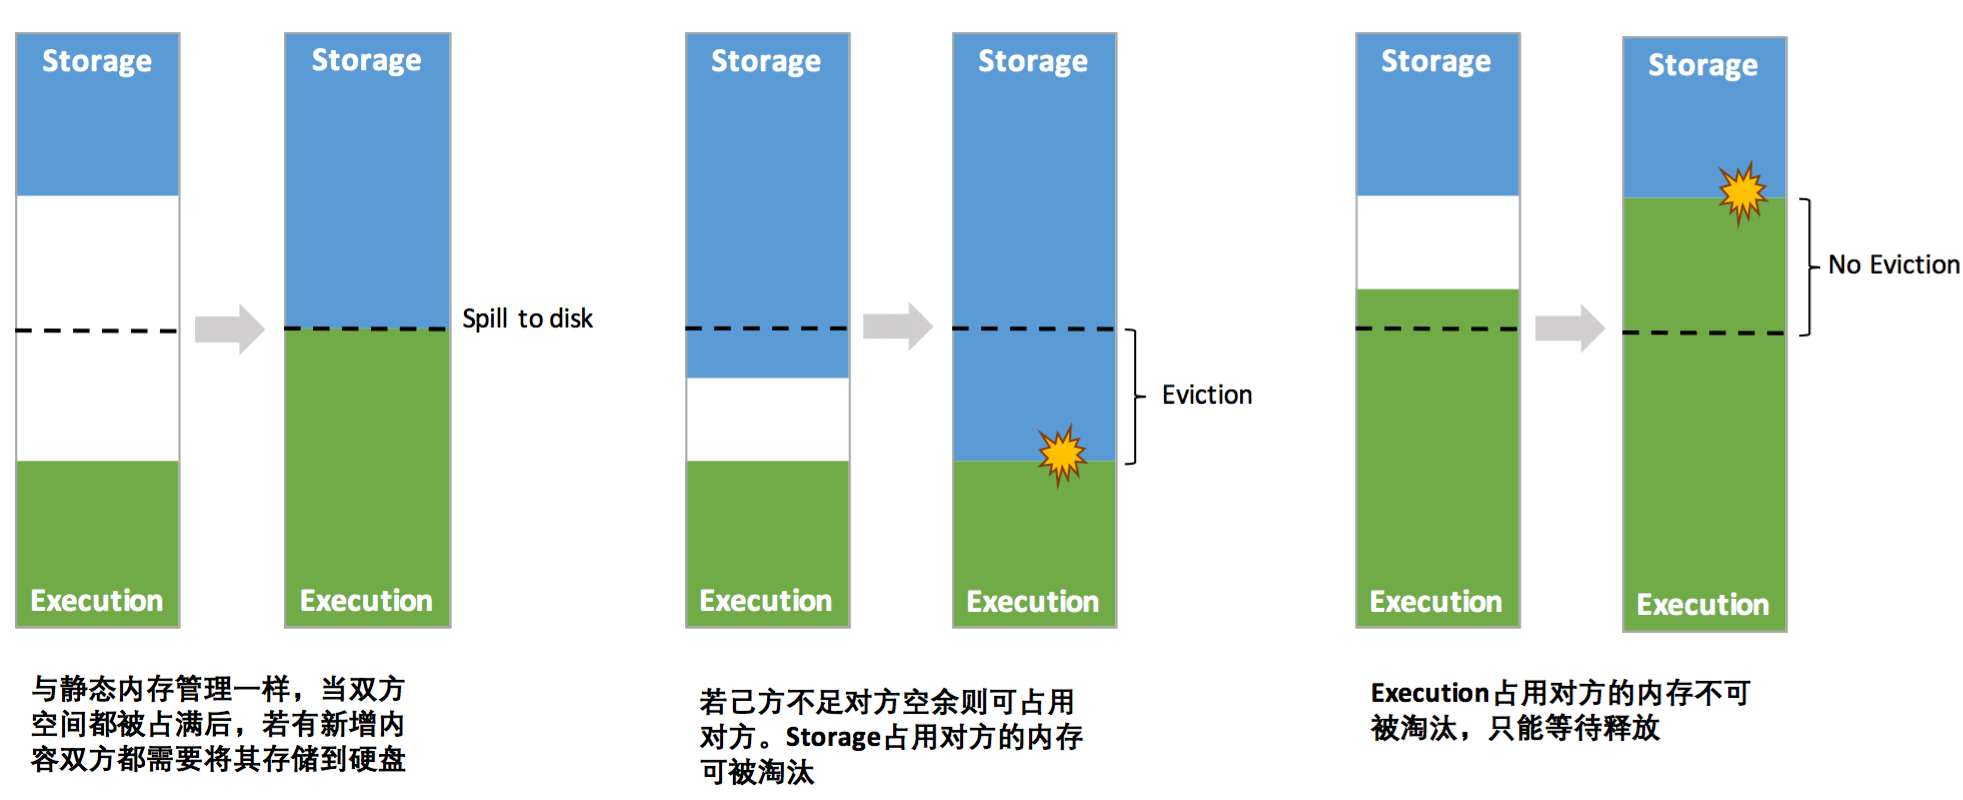 Storage
Execution
Storage
Execution
Spill to disk
与静态内存管理一样，当双方
空间都被占满后，若有新增内
容双方都需要将其存储到硬盘
Storage
Execution
Storage
Execution
Eviction
若己方不足对方空余则可占用
对方。Storage占用对方的内存
可被淘汰
Storage
Execution
Storage
Execution
No Eviction
Execution占用对方的内存不可
被淘汰，只能等待释放